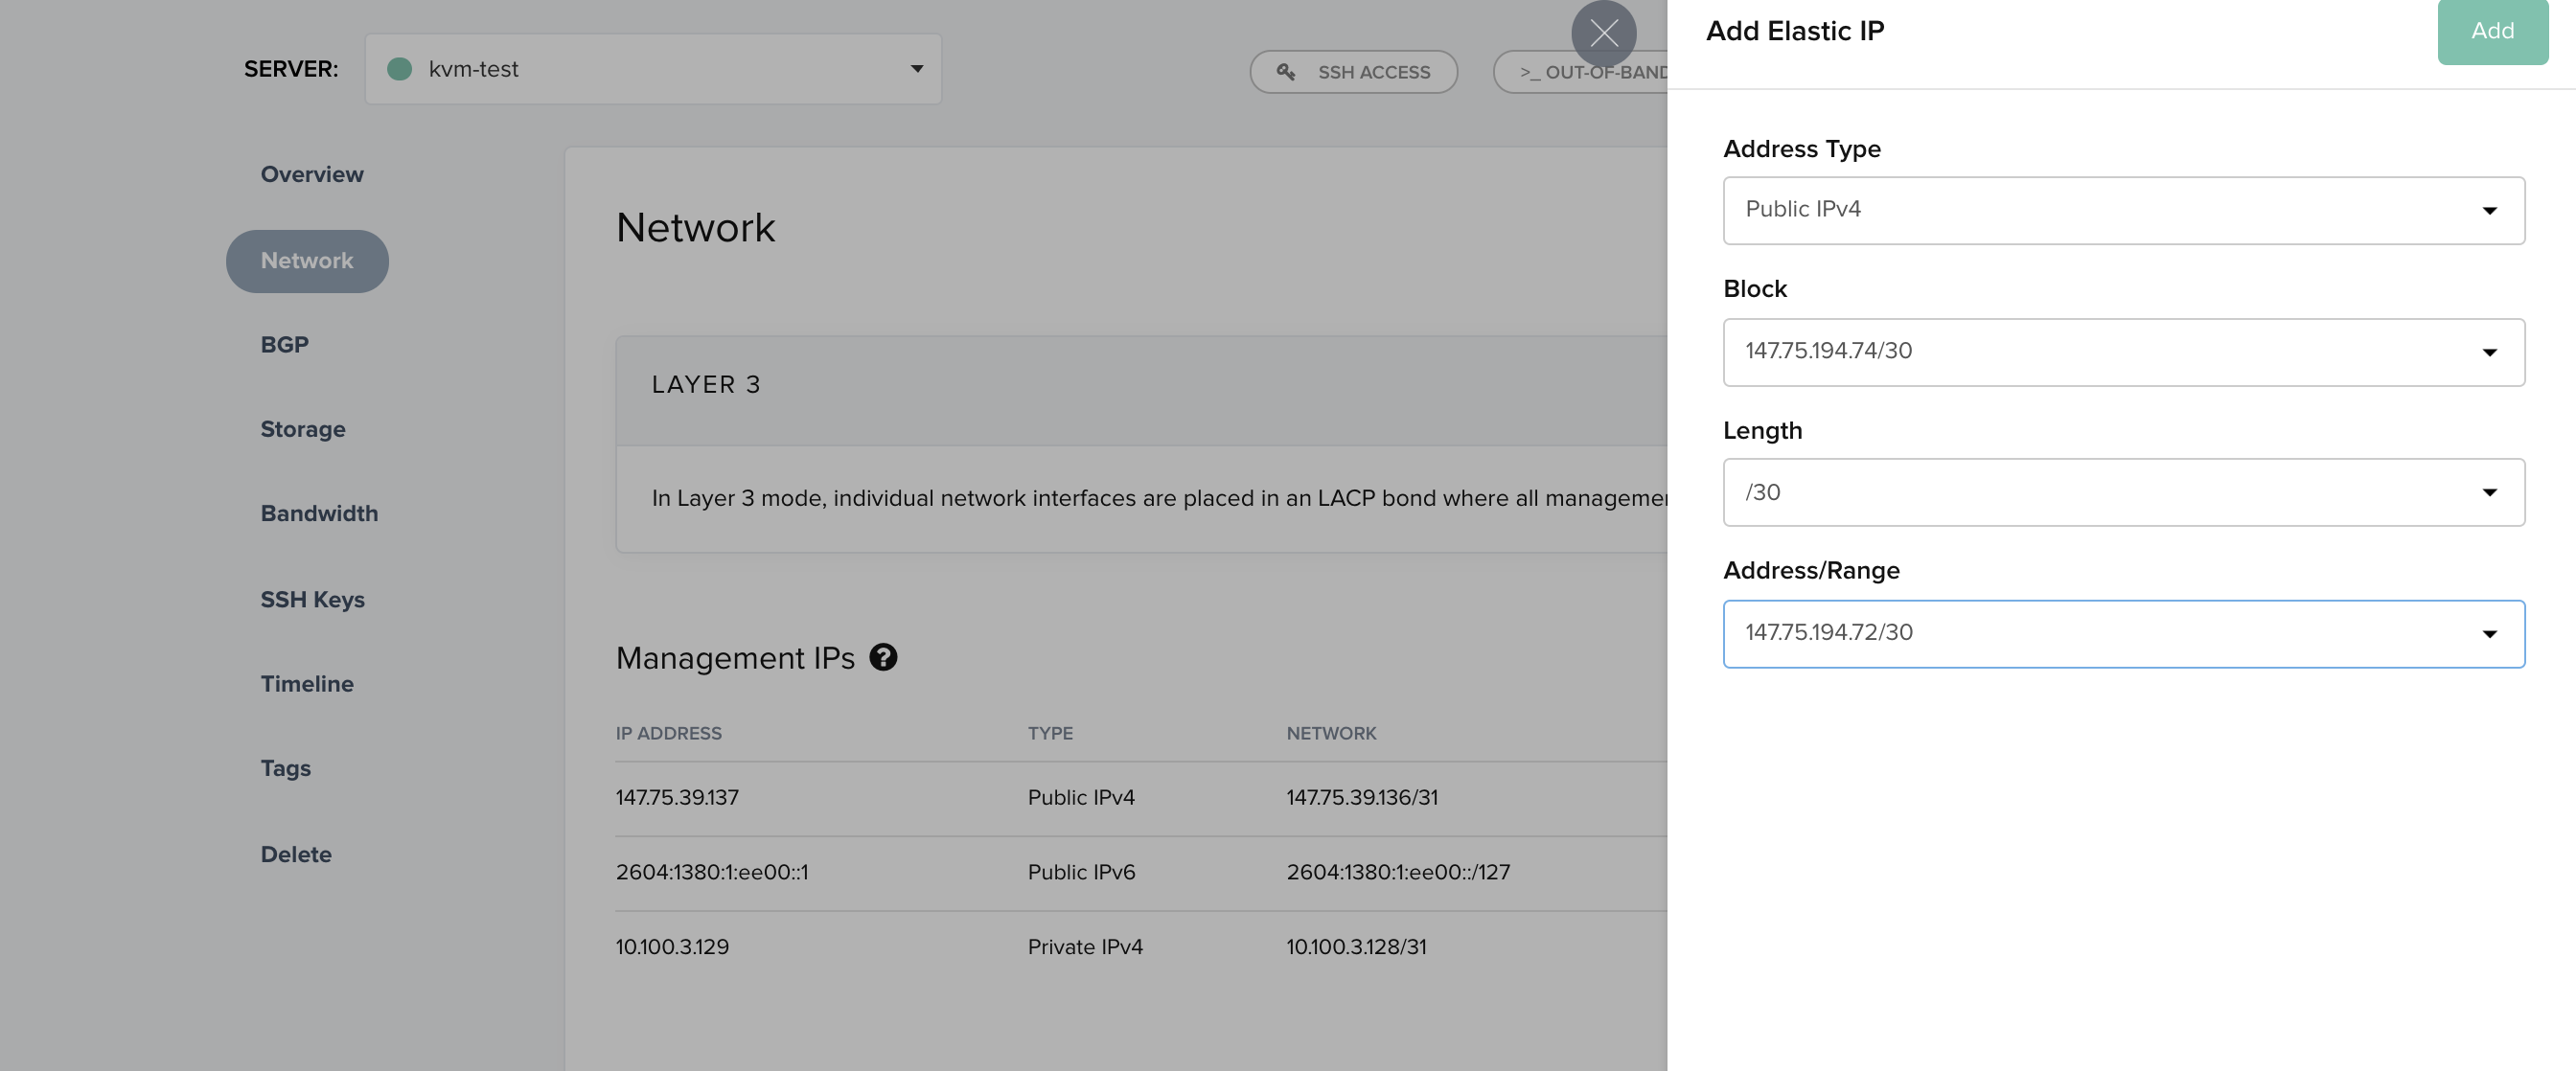 SERVER:
kvm-test
SSH ACCESS
>_ OUT-OF-BAND
Overview
Network
BGP
Storage
Bandwidth
SSH Keys
Timeline
Tags
Delete
Network
LAYER 3
In Layer 3 mode, individual network interfaces are placed in an LACP bond where all
Management IPs ?
IP ADDRESS TYPE NETWORK
147.75.39.137 Public IPv4 147.75.39.136/31
2604:1380:1:ee00::1 Public IPv6 2604:1380:1:ee00::/127
10.100.3.129 Private IPv4 10.100.3.128/31
Add Elastic IP
Add
Address Type
Public IPv4
Block
147.75.194.74/30
Length
/30
Address/Range
147.75.194.72/30